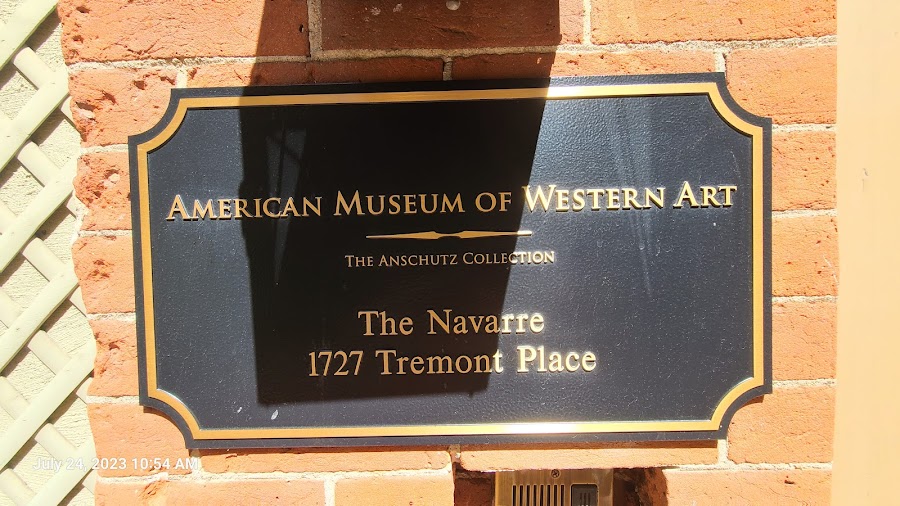 American Museum of Western Art
The Anschutz Collection
The Navarre
1727 Tremont Place
July 24, 2023 10:54 AM